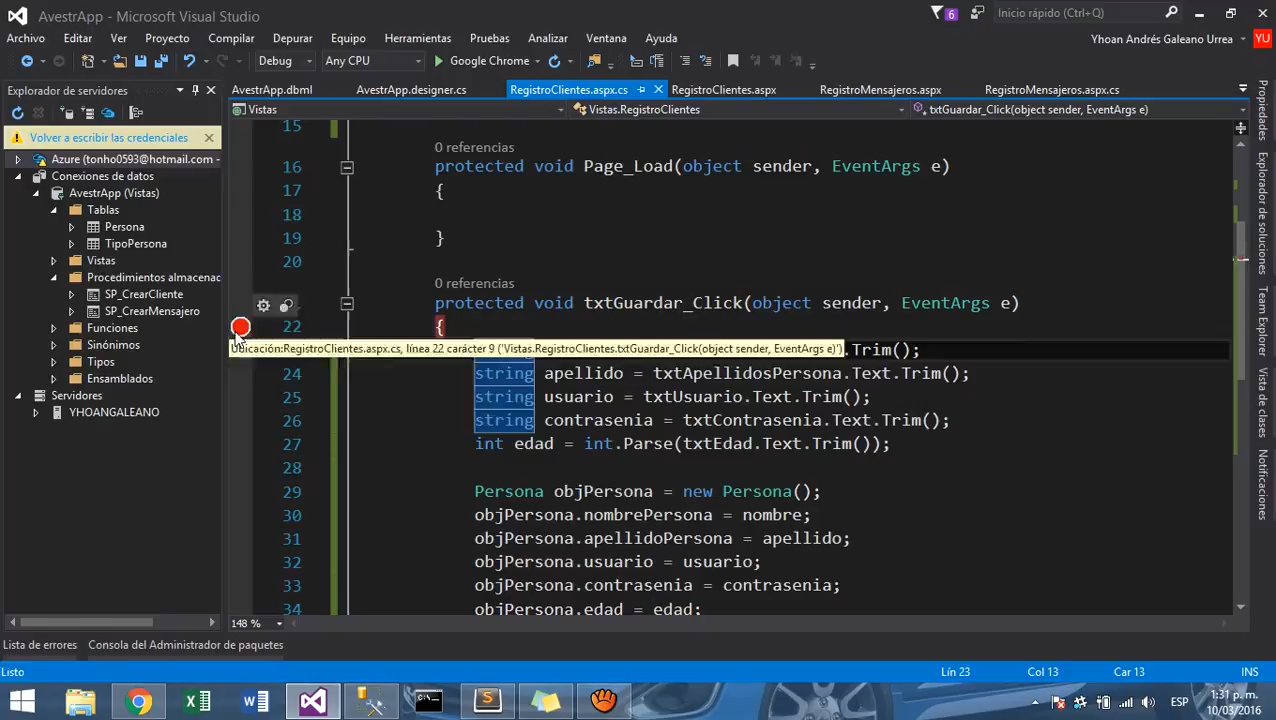 AvestrApp - Microsoft Visual Studio
6
Inicio rápido (Ctrl+Q)
Archivo Editar Ver Proyecto Compilar Depurar Equipo Herramientas Pruebas Analizar Ventana Ayuda
Yhoan Andrés Galeano Urrea
YU
Debug Any CPU Google Chrome
Explorador de servidores
Volver a escribir las credenciales
Azure (tonho0593@hotmail.com -
Conexiones de datos
AvestrApp (Vistas)
Tablas
Persona
TipoPersona
Vistas
Procedimientos almacenad
SP_CrearCliente
SP_CrearMensajero
Funciones
Sinónimos
Tipos
Ensamblados
Servidores
YHOANGALEANO
AvestrApp.dbml AvestrApp.designer.cs RegistroClientes.aspx.cs RegistroClientes.aspx RegistroMensajeros.aspx RegistroMensajeros.aspx.cs
Vistas Vistas.RegistroClientes txtGuardar_Click(object sender, EventArgs e)
15
0 referencias
16 protected void Page_Load(object sender, EventArgs e)
17 {
18
19 }
20
0 referencias
protected void txtGuardar_Click(object sender, EventArgs e)
22 {
Ubicación:RegistroClientes.aspx.cs, línea 22 carácter 9 ('Vistas.RegistroClientes.txtGuardar_Click(object sender, EventArgs e)')
.Trim();
24 string apellido = txtApellidosPersona.Text.Trim();
25 string usuario = txtUsuario.Text.Trim();
26 string contrasenia = txtContrasenia.Text.Trim();
27 int edad = int.Parse(txtEdad.Text.Trim());
28
29 Persona objPersona = new Persona();
30 objPersona.nombrePersona = nombre;
31 objPersona.apellidoPersona = apellido;
32 objPersona.usuario = usuario;
33 objPersona.contrasenia = contrasenia;
34 objPersona.edad = edad;
148 %
Propiedades
Explorador de soluciones
Team Explorer
Notificaciones
Lista de errores Consola del Administrador de paquetes
Listo Lín 23 Col 13 Car 13 INS
ESP
1:31 p. m.
10/03/2016